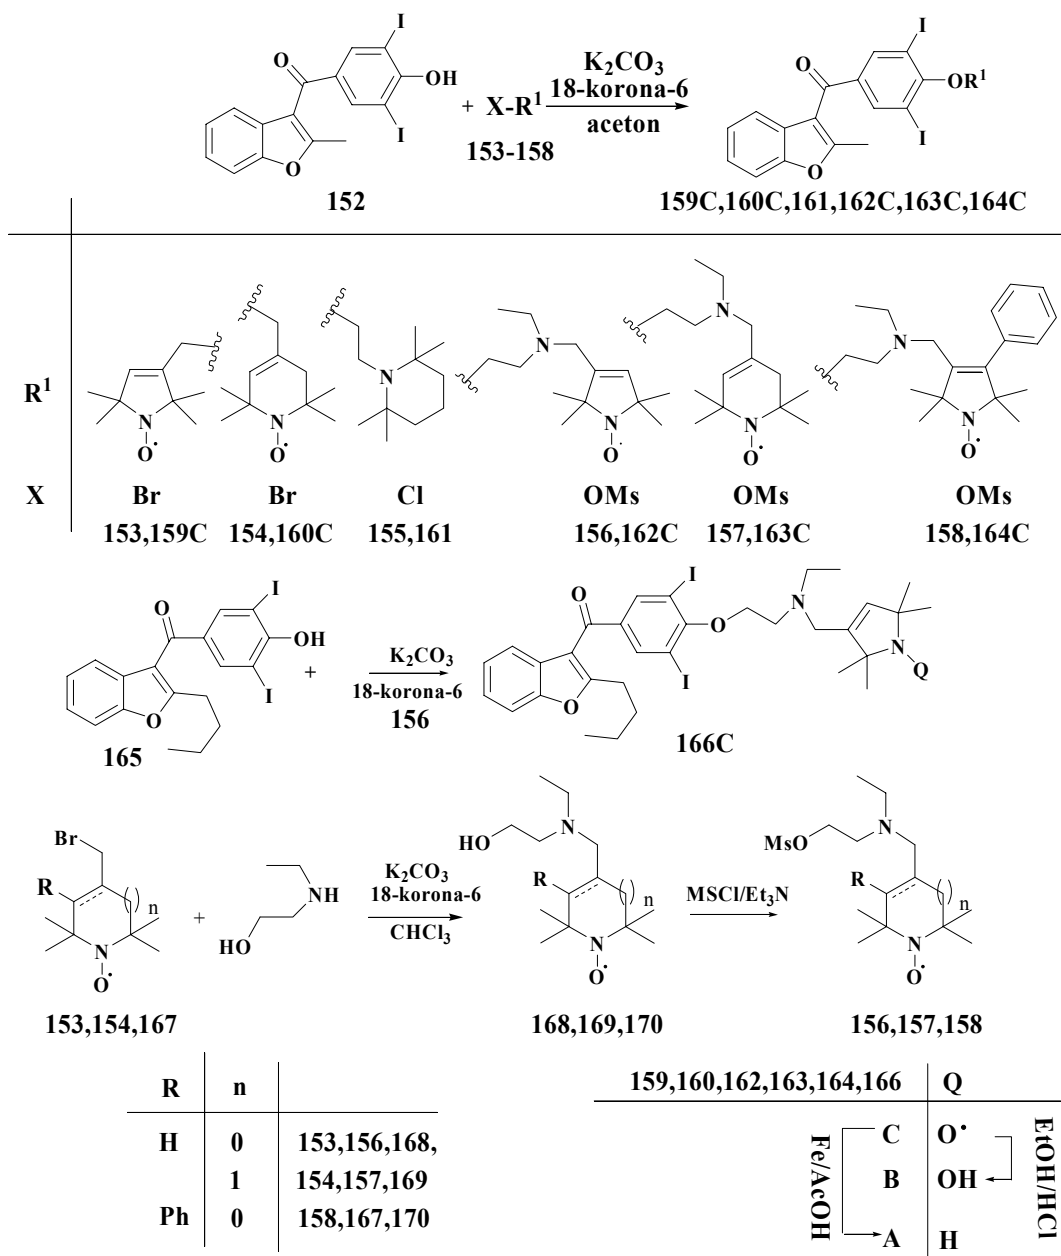 I
O
OH
I
O
152
+ X-R¹
153-158
K₂CO₃
18-korona-6
aceton
I
O
OR¹
I
O
159C,160C,161,162C,163C,164C
R¹
N
O•
N
O•
N
N
N
O•
N
N
O•
N
N
O•
X Br Br Cl OMs OMs OMs
153,159C 154,160C 155,161 156,162C 157,163C 158,164C
I
O
OH
I
O
165
+
K₂CO₃
18-korona-6
156
I
O
O
N
N
Q
I
O
166C
Br
R
n
N
O•
153,154,167
+
NH
HO
K₂CO₃
18-korona-6
CHCl₃
HO
N
R
n
N
O•
168,169,170
MSCl/Et₃N
MsO
N
R
n
N
O•
156,157,158
R n
H 0 153,156,168,
1 154,157,169
Ph 0 158,167,170
159,160,162,163,164,166 Q
C O•
B OH
A H
Fe/AcOH
EtOH/HCl